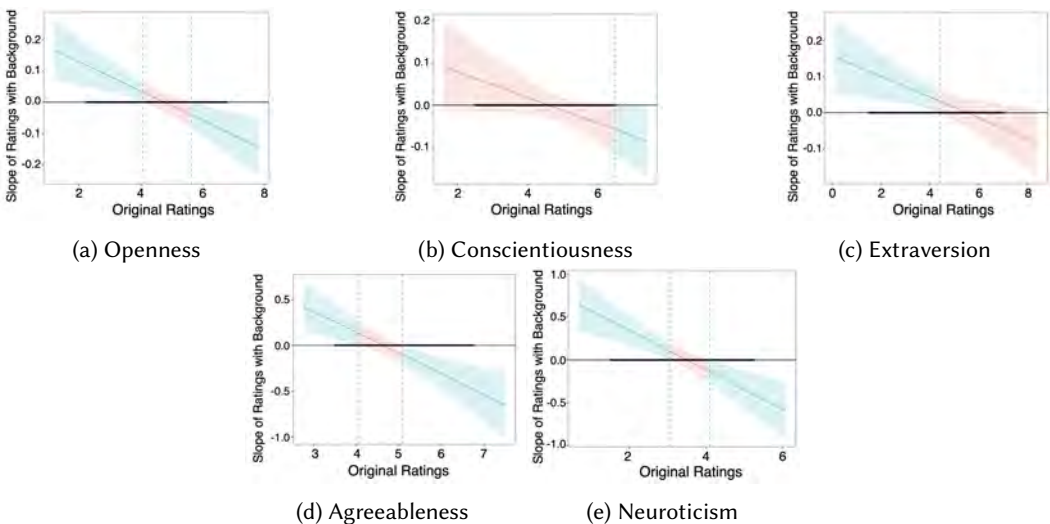 Slope of Ratings with Background
0.2
0.1
0.0
-0.1
-0.2
2
4
6
8
Original Ratings
(a) Openness
Slope of Ratings with Background
0.2
0.1
0.0
-0.1
2
4
6
Original Ratings
(b) Conscientiousness
Slope of Ratings with Background
0.2
0.1
0.0
-0.1
0
2
4
6
8
Original Ratings
(c) Extraversion
Slope of Ratings with Background
0.5
0.0
-0.5
-1.0
3
4
5
6
7
Original Ratings
(d) Agreeableness
Slope of Ratings with Background
1.0
0.5
0.0
-0.5
-1.0
2
4
6
Original Ratings
(e) Neuroticism